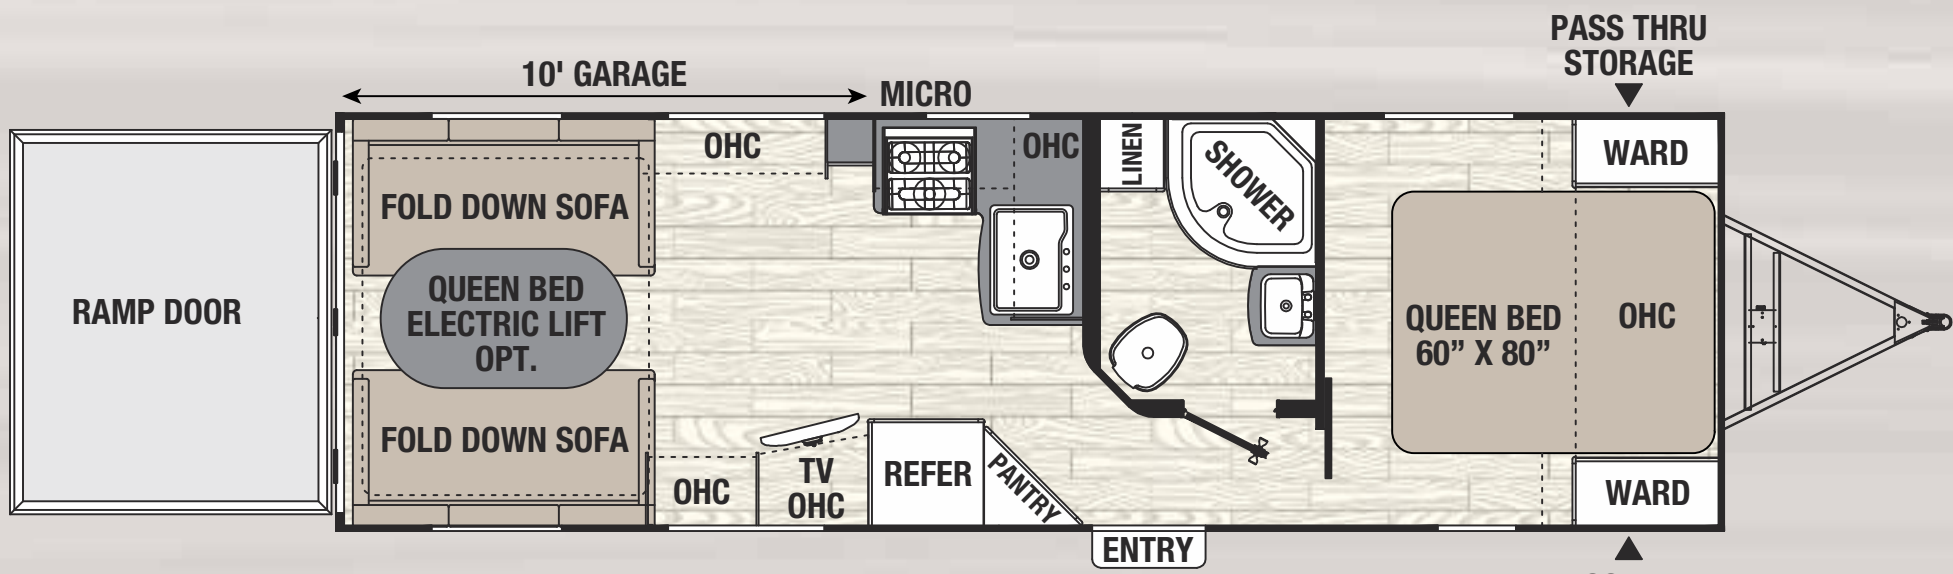 PASS THRU
STORAGE
10' GARAGE
MICRO
OHC
OHC
LINEN
SHOWER
WARD
FOLD DOWN SOFA
RAMP DOOR
QUEEN BED
ELECTRIC LIFT
OPT.
QUEEN BED
60” X 80”
OHC
FOLD DOWN SOFA
OHC
TV
OHC
REFER
PANTRY
WARD
ENTRY